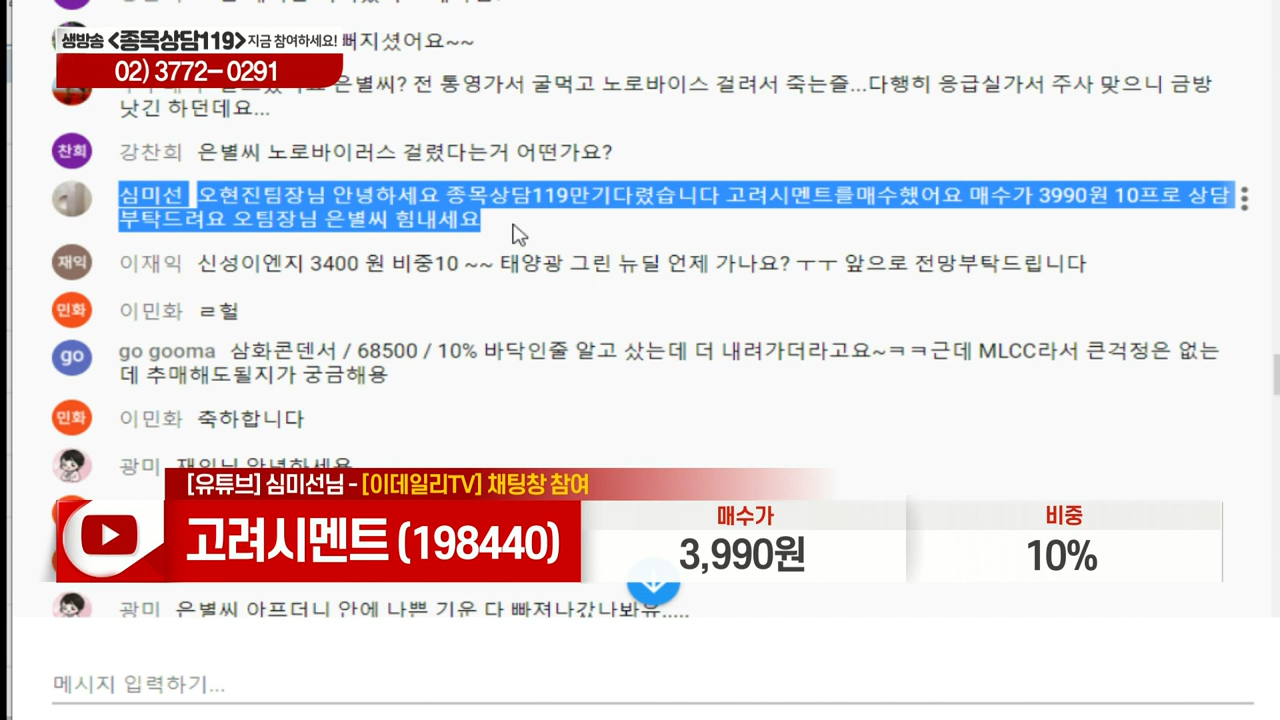 생방송 <종목상담119> 지금 참여하세요!
뻐지셨어요~~
02) 3772-0291
은별씨? 전 통영가서 굴먹고 노로바이스 걸려서 죽는즐...다행히 응급실가서 주사 맞으니 금방
낫긴 하던데요...
찬희 강찬희 은별씨 노로바이러스 걸렸다는거 어떤가요?
심미선 오현진팀장님 안녕하세요 종목상담119만기다렸습니다 고려시멘트를매수했어요 매수가 3990원 10프로 상담
부탁드려요 오팀장님 은별씨 힘내세요
재익 이재익 신성이엔지 3400 원 비중10 ~~ 태양광 그린 뉴딜 언제 가나요? ㅜㅜ 앞으로 전망부탁드립니다
민화 이민화 ㄹ헐
go go gooma 삼화콘덴서 / 68500 / 10% 바닥인줄 알고 샀는데 더 내려가더라고요~ㅋㅋ근데 MLCC라서 큰걱정은 없는
데 추매해도될지가 궁금해용
민화 이민화 축하합니다
광미 재익님 안녕하세요
[유튜브] 심미선님 - [이데일리TV] 채팅창 참여
고려시멘트 (198440)
매수가
3,990원
비중
10%
광미 은별씨 아프더니 안에 나쁜 기운 다 빠져나갔나봐유.....
메시지 입력하기...